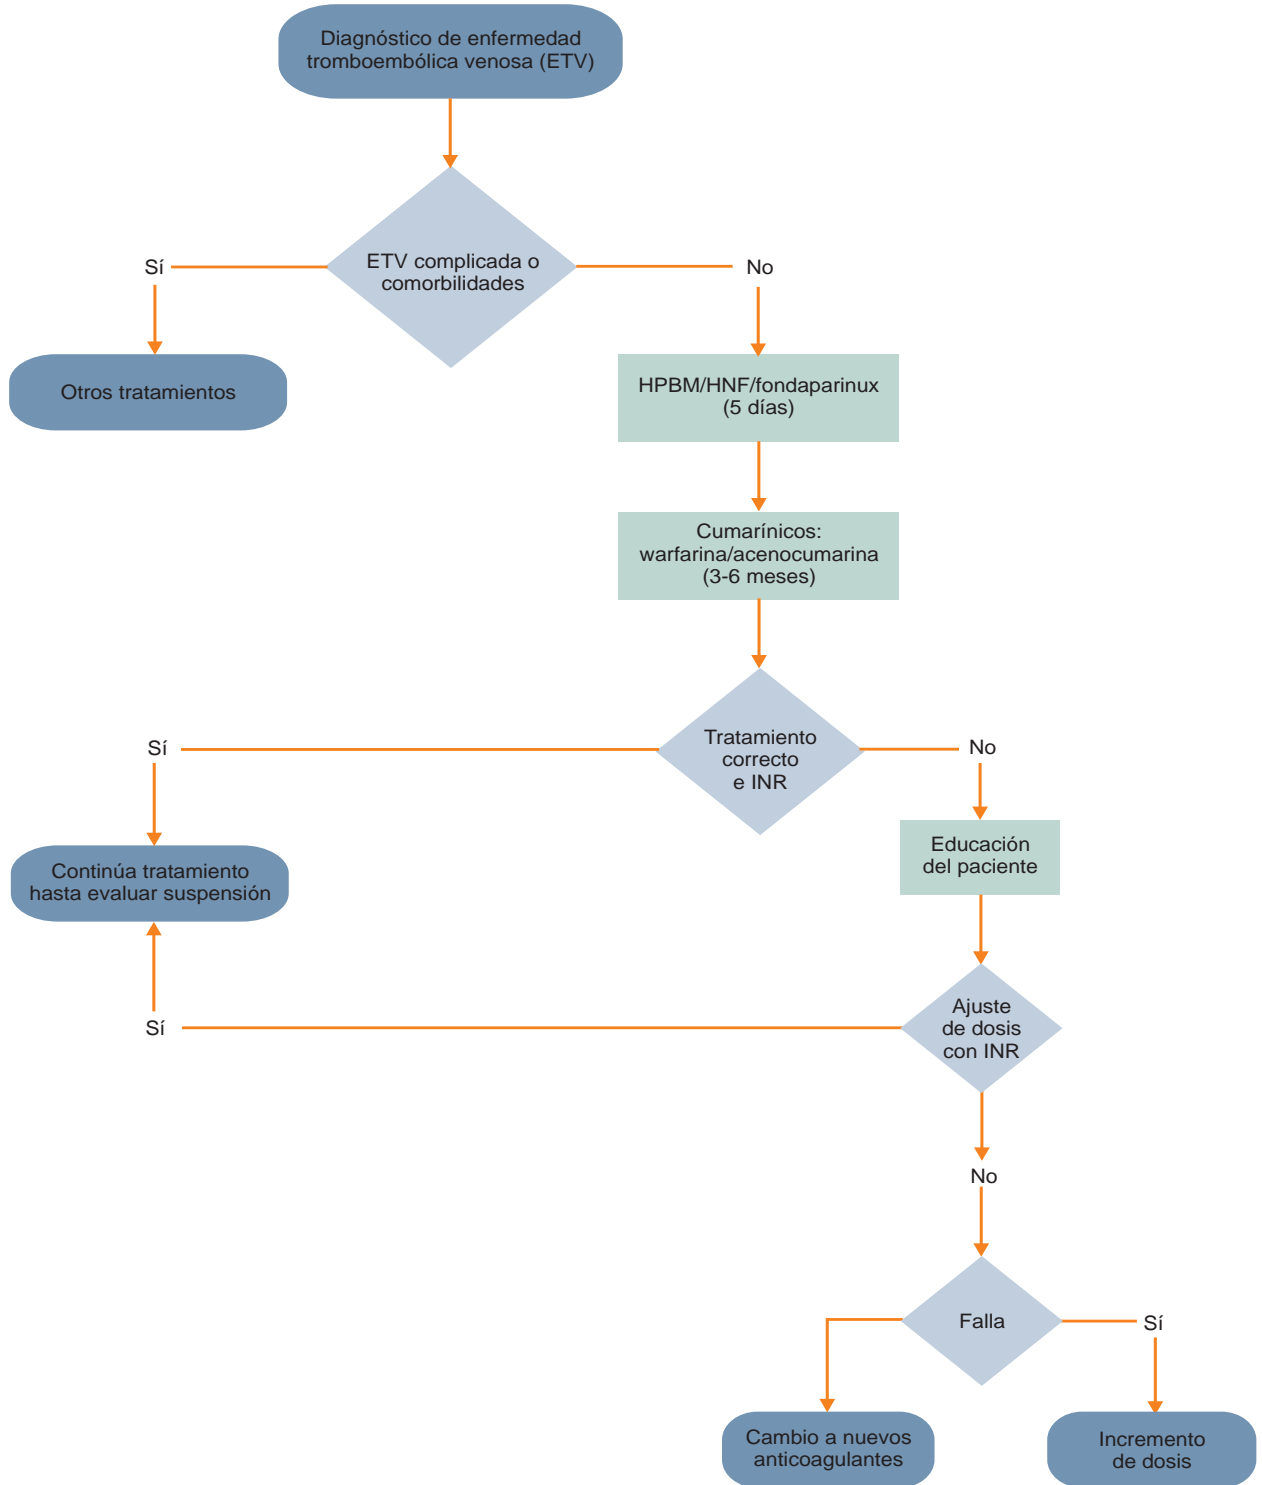 Diagnóstico de enfermedad
tromboembólica venosa (ETV)
ETV complicada o
comorbilidades
Sí
No
Otros tratamientos
HPBM/HNF/fondaparinux
(5 días)
Cumarínicos:
warfarina/acenocumarina
(3-6 meses)
Tratamiento
correcto
e INR
Sí
No
Educación
del paciente
Continúa tratamiento
hasta evaluar suspensión
Ajuste
de dosis
con INR
Sí
No
Falla
Sí
Cambio a nuevos
anticoagulantes
Incremento
de dosis